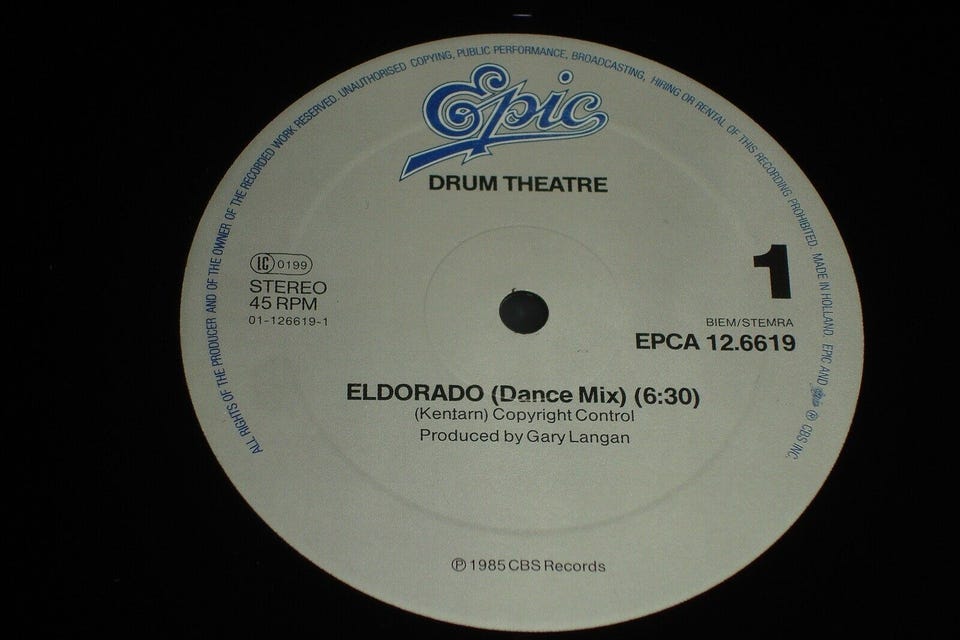 ALL RIGHTS OF THE PRODUCER AND OF THE OWNER OF THE RECORDED WORK RESERVED. UNAUTHORISED COPYING, PUBLIC PERFORMANCE, BROADCASTING, HIRING OR RENTAL OF THIS RECORDING PROHIBITED. MADE IN HOLLAND. EPIC AND Epic ® CBS INC.
Epic
DRUM THEATRE
1
LC 0199
STEREO
45 RPM
01-126619-1
BIEM/STEMRA
EPCA 12.6619
ELDORADO (Dance Mix) (6:30)
(Kentarn) Copyright Control
Produced by Gary Langan
℗ 1985 CBS Records